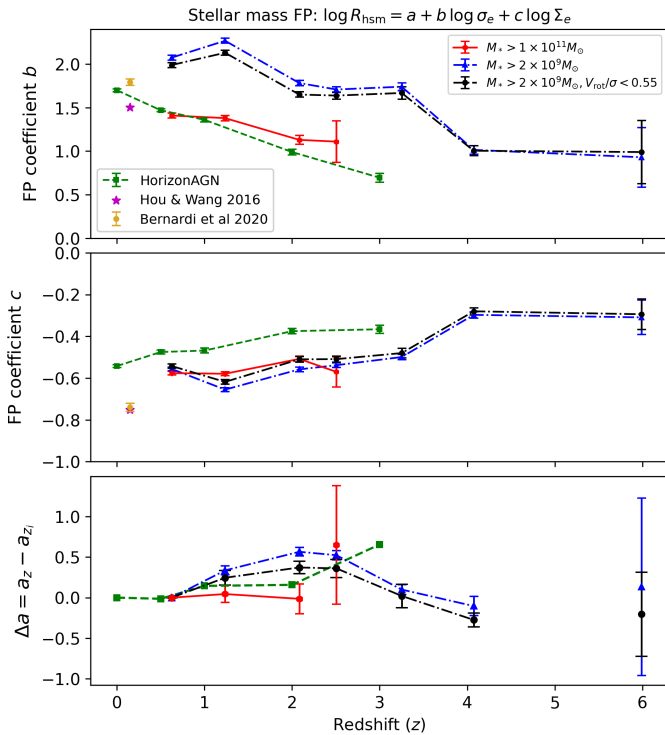 Stellar mass FP: log R_hsm = a + b log σ_e + c log Σ_e
FP coefficient b
2.0
1.5
1.0
0.5
0.0
M_* > 1 × 10^11 M_⊙
M_* > 2 × 10^9 M_⊙
M_* > 2 × 10^9 M_⊙, V_rot/σ < 0.55
HorizonAGN
Hou & Wang 2016
Bernardi et al 2020
FP coefficient c
0.0
−0.2
−0.4
−0.6
−0.8
−1.0
Δa = a_z − a_{z_i}
1.0
0.5
0.0
−0.5
−1.0
0 1 2 3 4 5 6
Redshift (z)